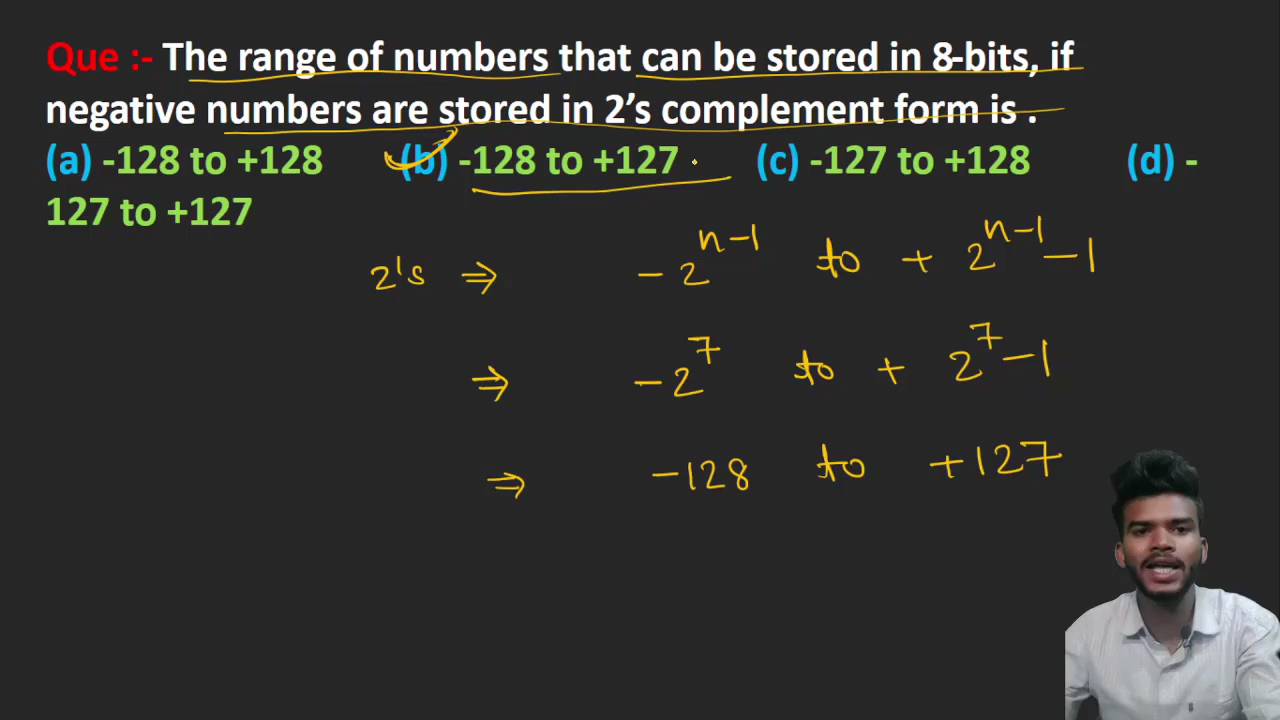 Que :- The range of numbers that can be stored in 8-bits, if
negative numbers are stored in 2's complement form is .
(a) -128 to +128 (b) -128 to +127 (c) -127 to +128 (d) -
127 to +127
2's ⇒ -2^{n-1} to + 2^{n-1} -1
⇒ -2^7 to + 2^7 -1
⇒ -128 to +127